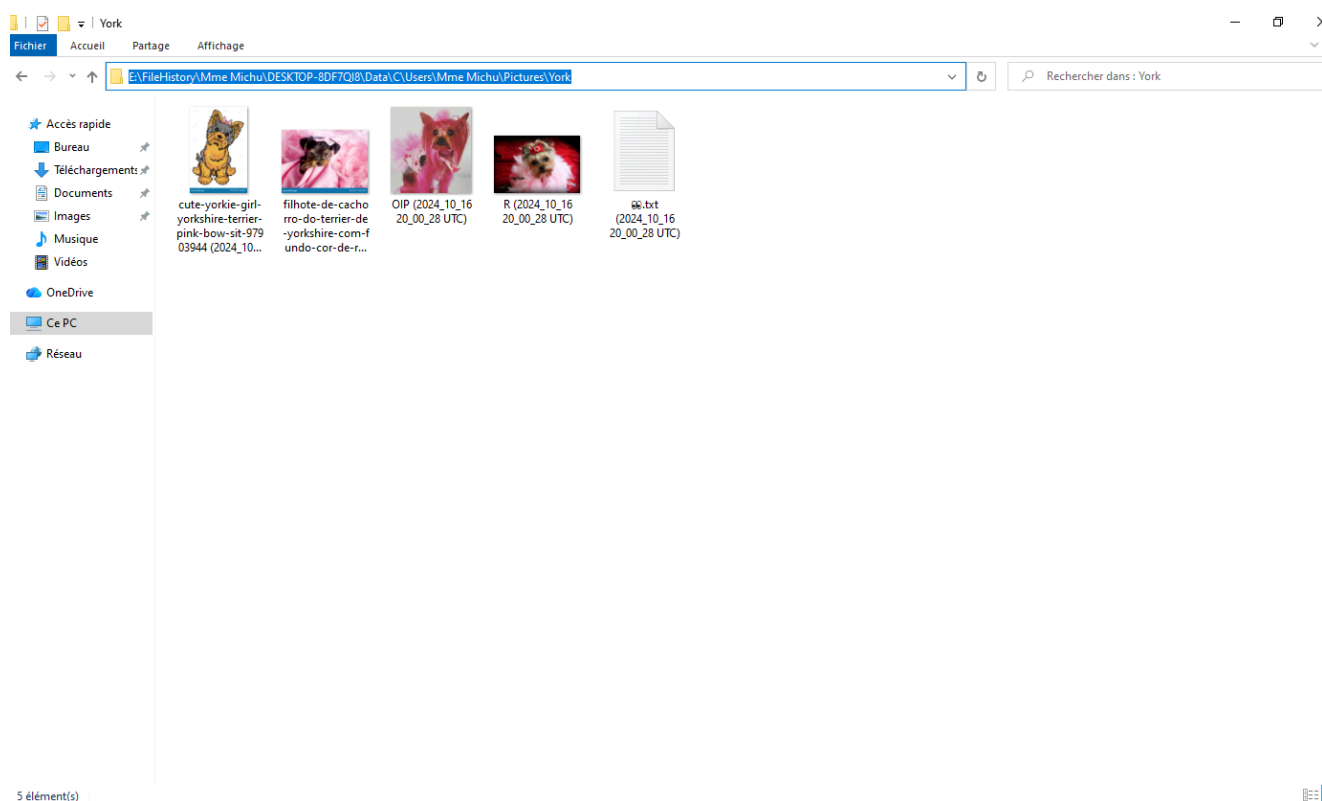 York
Fichier Accueil Partage Affichage
E:\FileHistory\Mme Michu\DESKTOP-8DF7QI8\Data\C\Users\Mme Michu\Pictures\York
Rechercher dans : York
Accès rapide
Bureau
Téléchargements
Documents
Images
Musique
Vidéos
OneDrive
Ce PC
Réseau
cute-yorkie-girl-
yorkshire-terrier-
pink-bow-sit-979
03944 (2024_10...
filhote-de-cacho
rro-do-terrier-de
-yorkshire-com-f
undo-cor-de-r...
OIP (2024_10_16
20_00_28 UTC)
R (2024_10_16
20_00_28 UTC)
👀.txt
(2024_10_16
20_00_28 UTC)
5 élément(s)